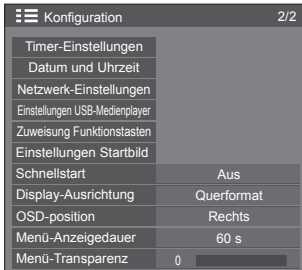 Konfiguration 2/2
Timer-Einstellungen
Datum und Uhrzeit
Netzwerk-Einstellungen
Einstellungen USB-Medienplayer
Zuweisung Funktionstasten
Einstellungen Startbild
Schnellstart Aus
Display-Ausrichtung Querformat
OSD-position Rechts
Menü-Anzeigedauer 60 s
Menü-Transparenz 0